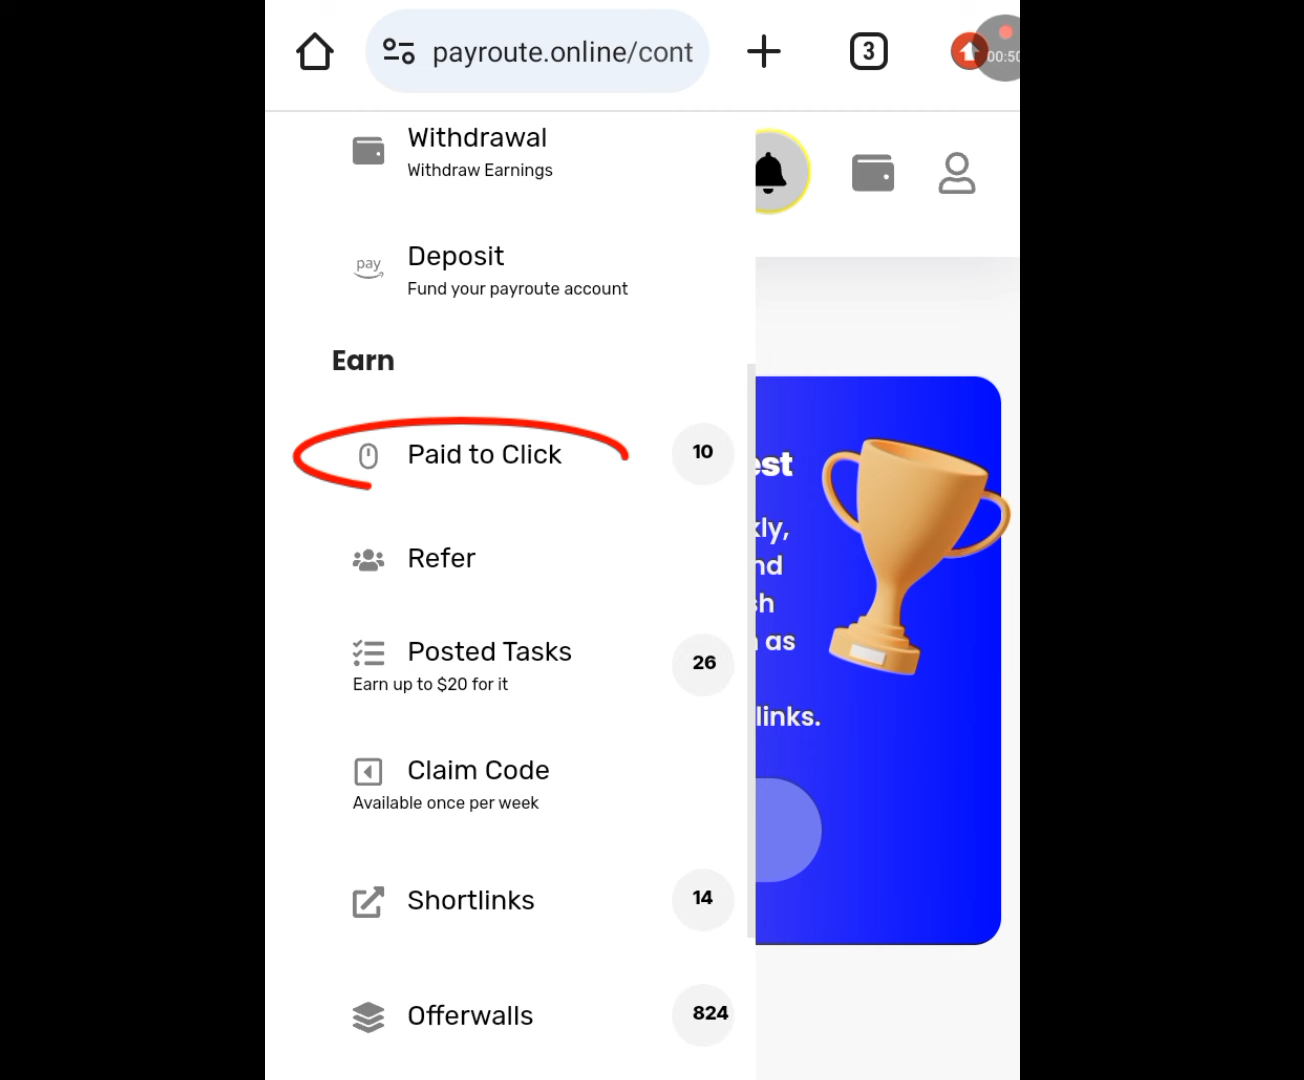 payroute.online/cont
3
00:50
Withdrawal
Withdraw Earnings
pay
Deposit
Fund your payroute account
Earn
Paid to Click
10
Refer
Posted Tasks
26
Earn up to $20 for it
Claim Code
Available once per week
Shortlinks
14
Offerwalls
824
est
kly,
nd
sh
as
links.